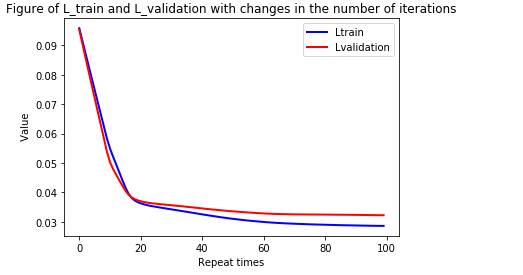 Figure of L_train and L_validation with changes in the number of iterations
Ltrain
Lvalidation
0.09
0.08
0.07
0.06
0.05
0.04
0.03
Value
0 20 40 60 80 100
Repeat times